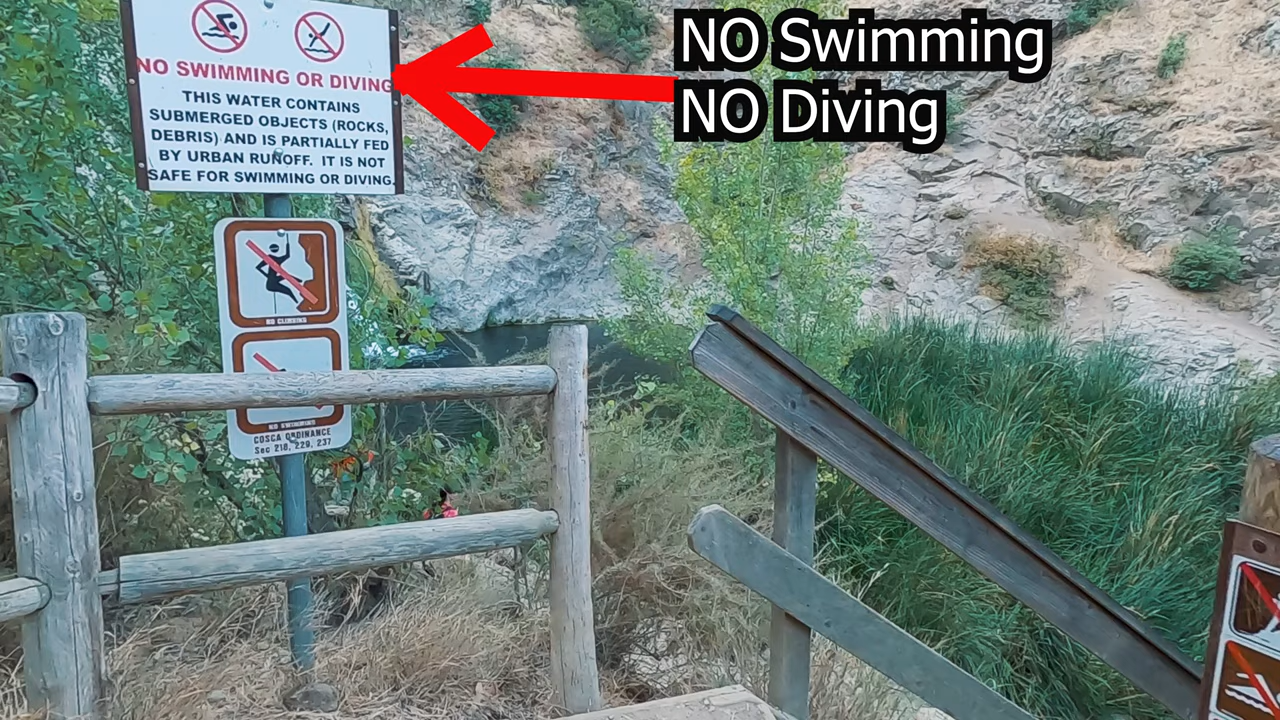 NO Swimming
NO Diving
NO SWIMMING OR DIVING
THIS WATER CONTAINS
SUBMERGED OBJECTS (ROCKS,
DEBRIS) AND IS PARTIALLY FED
BY URBAN RUNOFF. IT IS NOT
SAFE FOR SWIMMING OR DIVING.
NO CLIMBING
NO SWIMMING
COSCA ORDINANCE
Sec 218, 229, 237